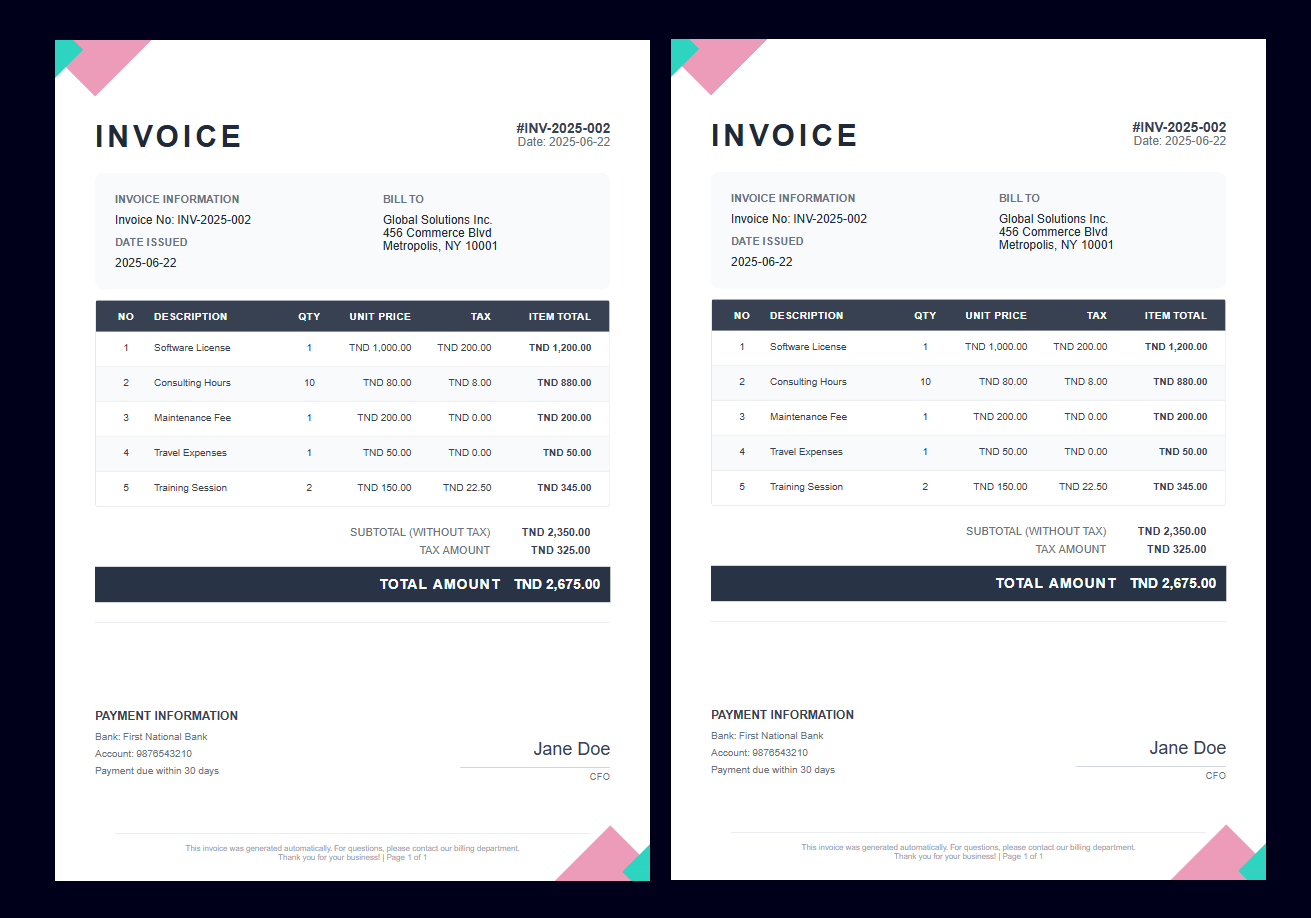 INVOICE
#INV-2025-002
Date: 2025-06-22
INVOICE INFORMATION
Invoice No: INV-2025-002
DATE ISSUED
2025-06-22
BILL TO
Global Solutions Inc.
456 Commerce Blvd
Metropolis, NY 10001
NO DESCRIPTION QTY UNIT PRICE TAX ITEM TOTAL
1 Software License 1 TND 1,000.00 TND 200.00 TND 1,200.00
2 Consulting Hours 10 TND 80.00 TND 8.00 TND 880.00
3 Maintenance Fee 1 TND 200.00 TND 0.00 TND 200.00
4 Travel Expenses 1 TND 50.00 TND 0.00 TND 50.00
5 Training Session 2 TND 150.00 TND 22.50 TND 345.00
SUBTOTAL (WITHOUT TAX) TND 2,350.00
TAX AMOUNT TND 325.00
TOTAL AMOUNT TND 2,675.00
PAYMENT INFORMATION
Bank: First National Bank
Account: 9876543210
Payment due within 30 days
Jane Doe
CFO
This invoice was generated automatically. For questions, please contact our billing department.
Thank you for your business! | Page 1 of 1
INVOICE
#INV-2025-002
Date: 2025-06-22
INVOICE INFORMATION
Invoice No: INV-2025-002
DATE ISSUED
2025-06-22
BILL TO
Global Solutions Inc.
456 Commerce Blvd
Metropolis, NY 10001
NO DESCRIPTION QTY UNIT PRICE TAX ITEM TOTAL
1 Software License 1 TND 1,000.00 TND 200.00 TND 1,200.00
2 Consulting Hours 10 TND 80.00 TND 8.00 TND 880.00
3 Maintenance Fee 1 TND 200.00 TND 0.00 TND 200.00
4 Travel Expenses 1 TND 50.00 TND 0.00 TND 50.00
5 Training Session 2 TND 150.00 TND 22.50 TND 345.00
SUBTOTAL (WITHOUT TAX) TND 2,350.00
TAX AMOUNT TND 325.00
TOTAL AMOUNT TND 2,675.00
PAYMENT INFORMATION
Bank: First National Bank
Account: 9876543210
Payment due within 30 days
Jane Doe
CFO
This invoice was generated automatically. For questions, please contact our billing department.
Thank you for your business! | Page 1 of 1